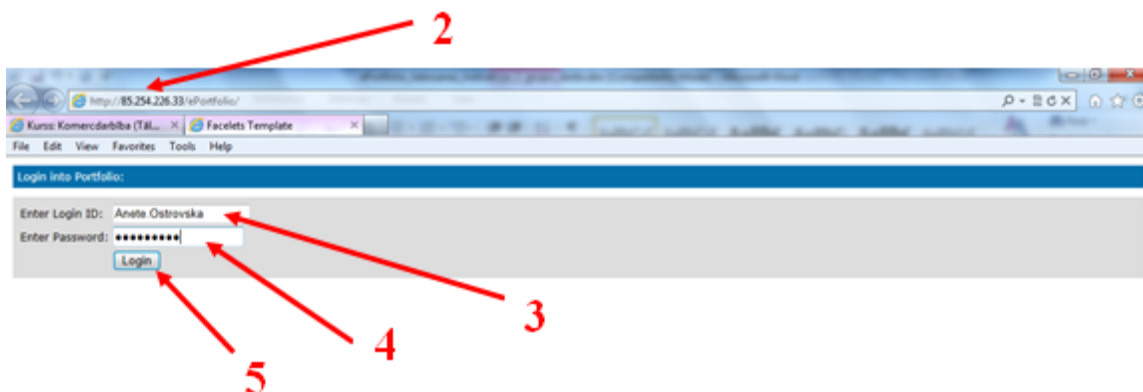 2
http://85.254.226.33/ePortfolio/
Kurss: Komercdarbība (Tāl... Facelets Template
File Edit View Favorites Tools Help
Login into Portfolio:
Enter Login ID: Anete.Ostrovska
Enter Password: •••••••••
Login
3
4
5